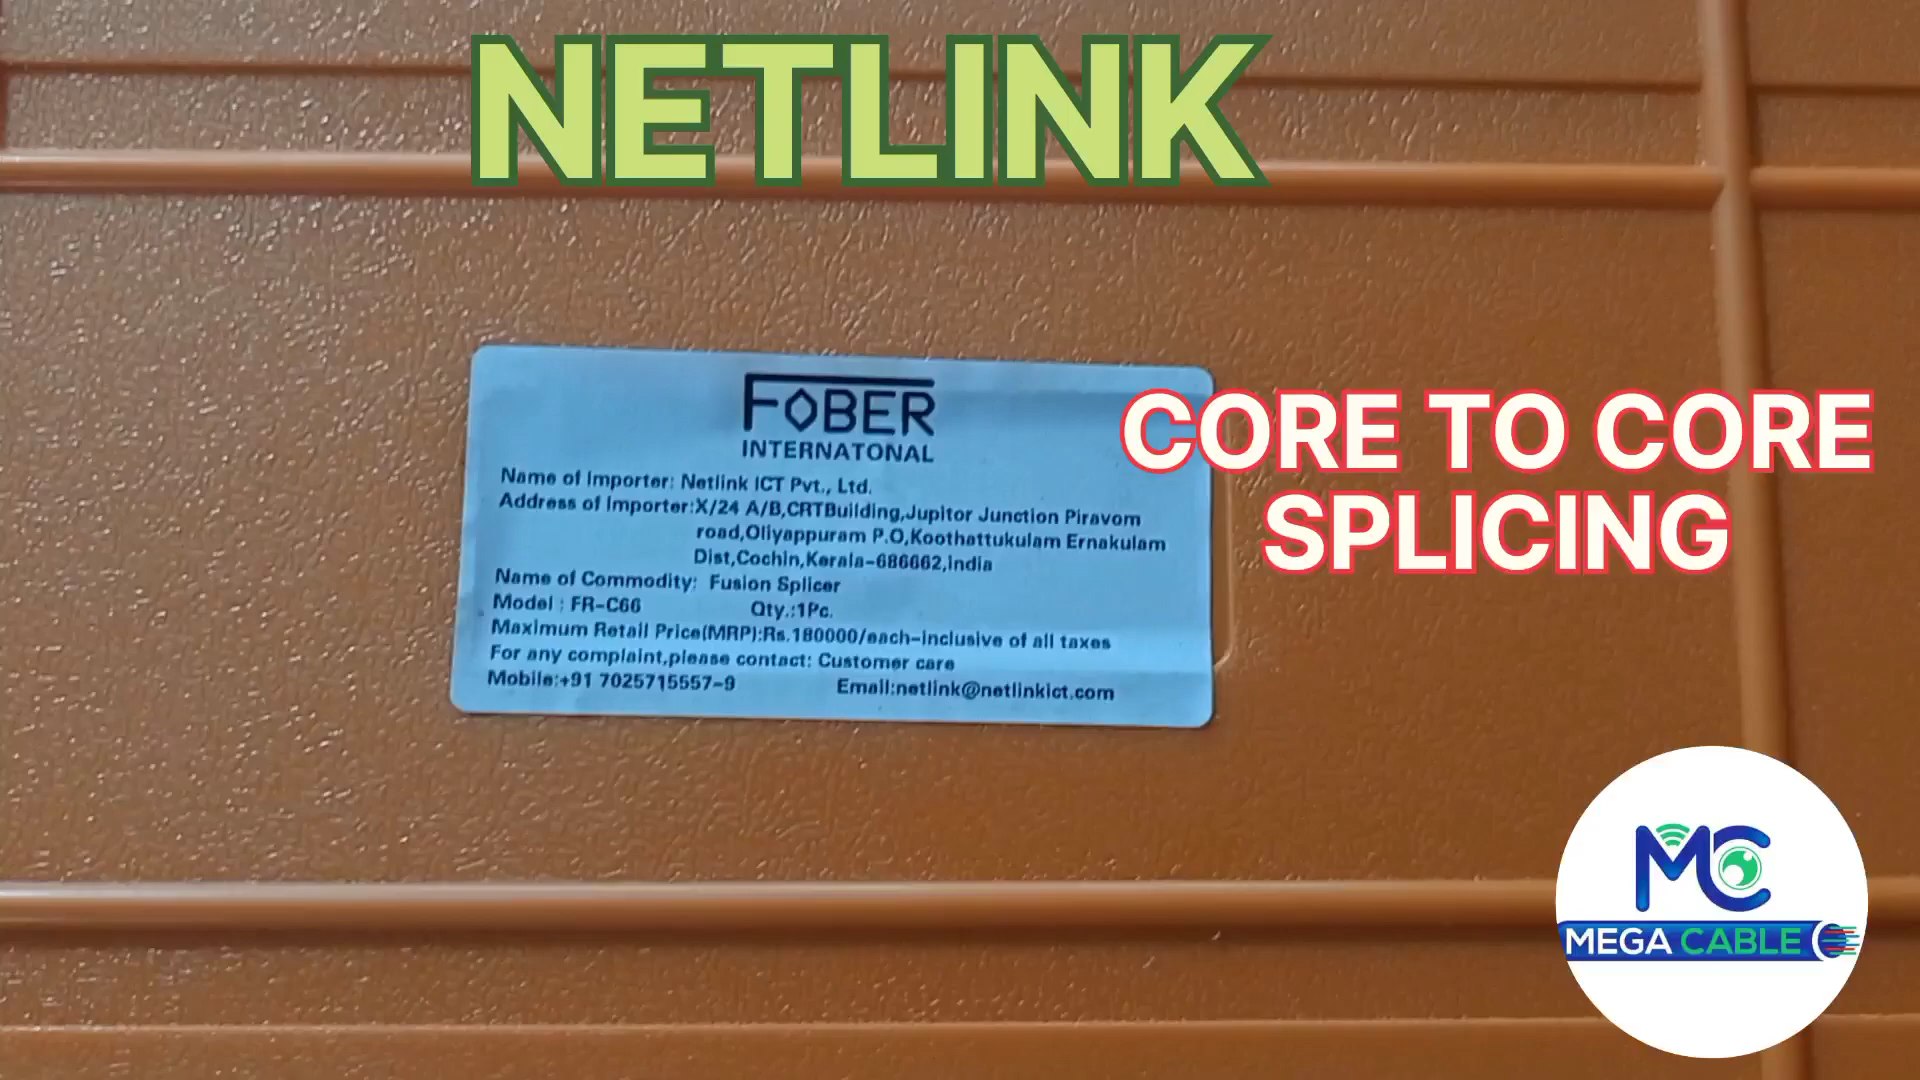 NETLINK
FOBER
INTERNATONAL
Name of Importer: Netlink ICT Pvt., Ltd.
Address of Importer:X/24 A/B,CRTBuilding,Jupitor Junction Piravom
road,Oliyappuram P.O,Koothattukulam Ernakulam
Dist,Cochin,Kerala-686662,india
Name of Commodity: Fusion Splicer
Model : FR-C66 Qty.:1Pc.
Maximum Retail Price(MRP):Rs.180000/each-inclusive of all taxes
For any complaint,please contact: Customer care
Mobile:+91 7025715557-9 Email:netlink@netlinkict.com
CORE TO CORE
SPLICING
MC
MEGA CABLE